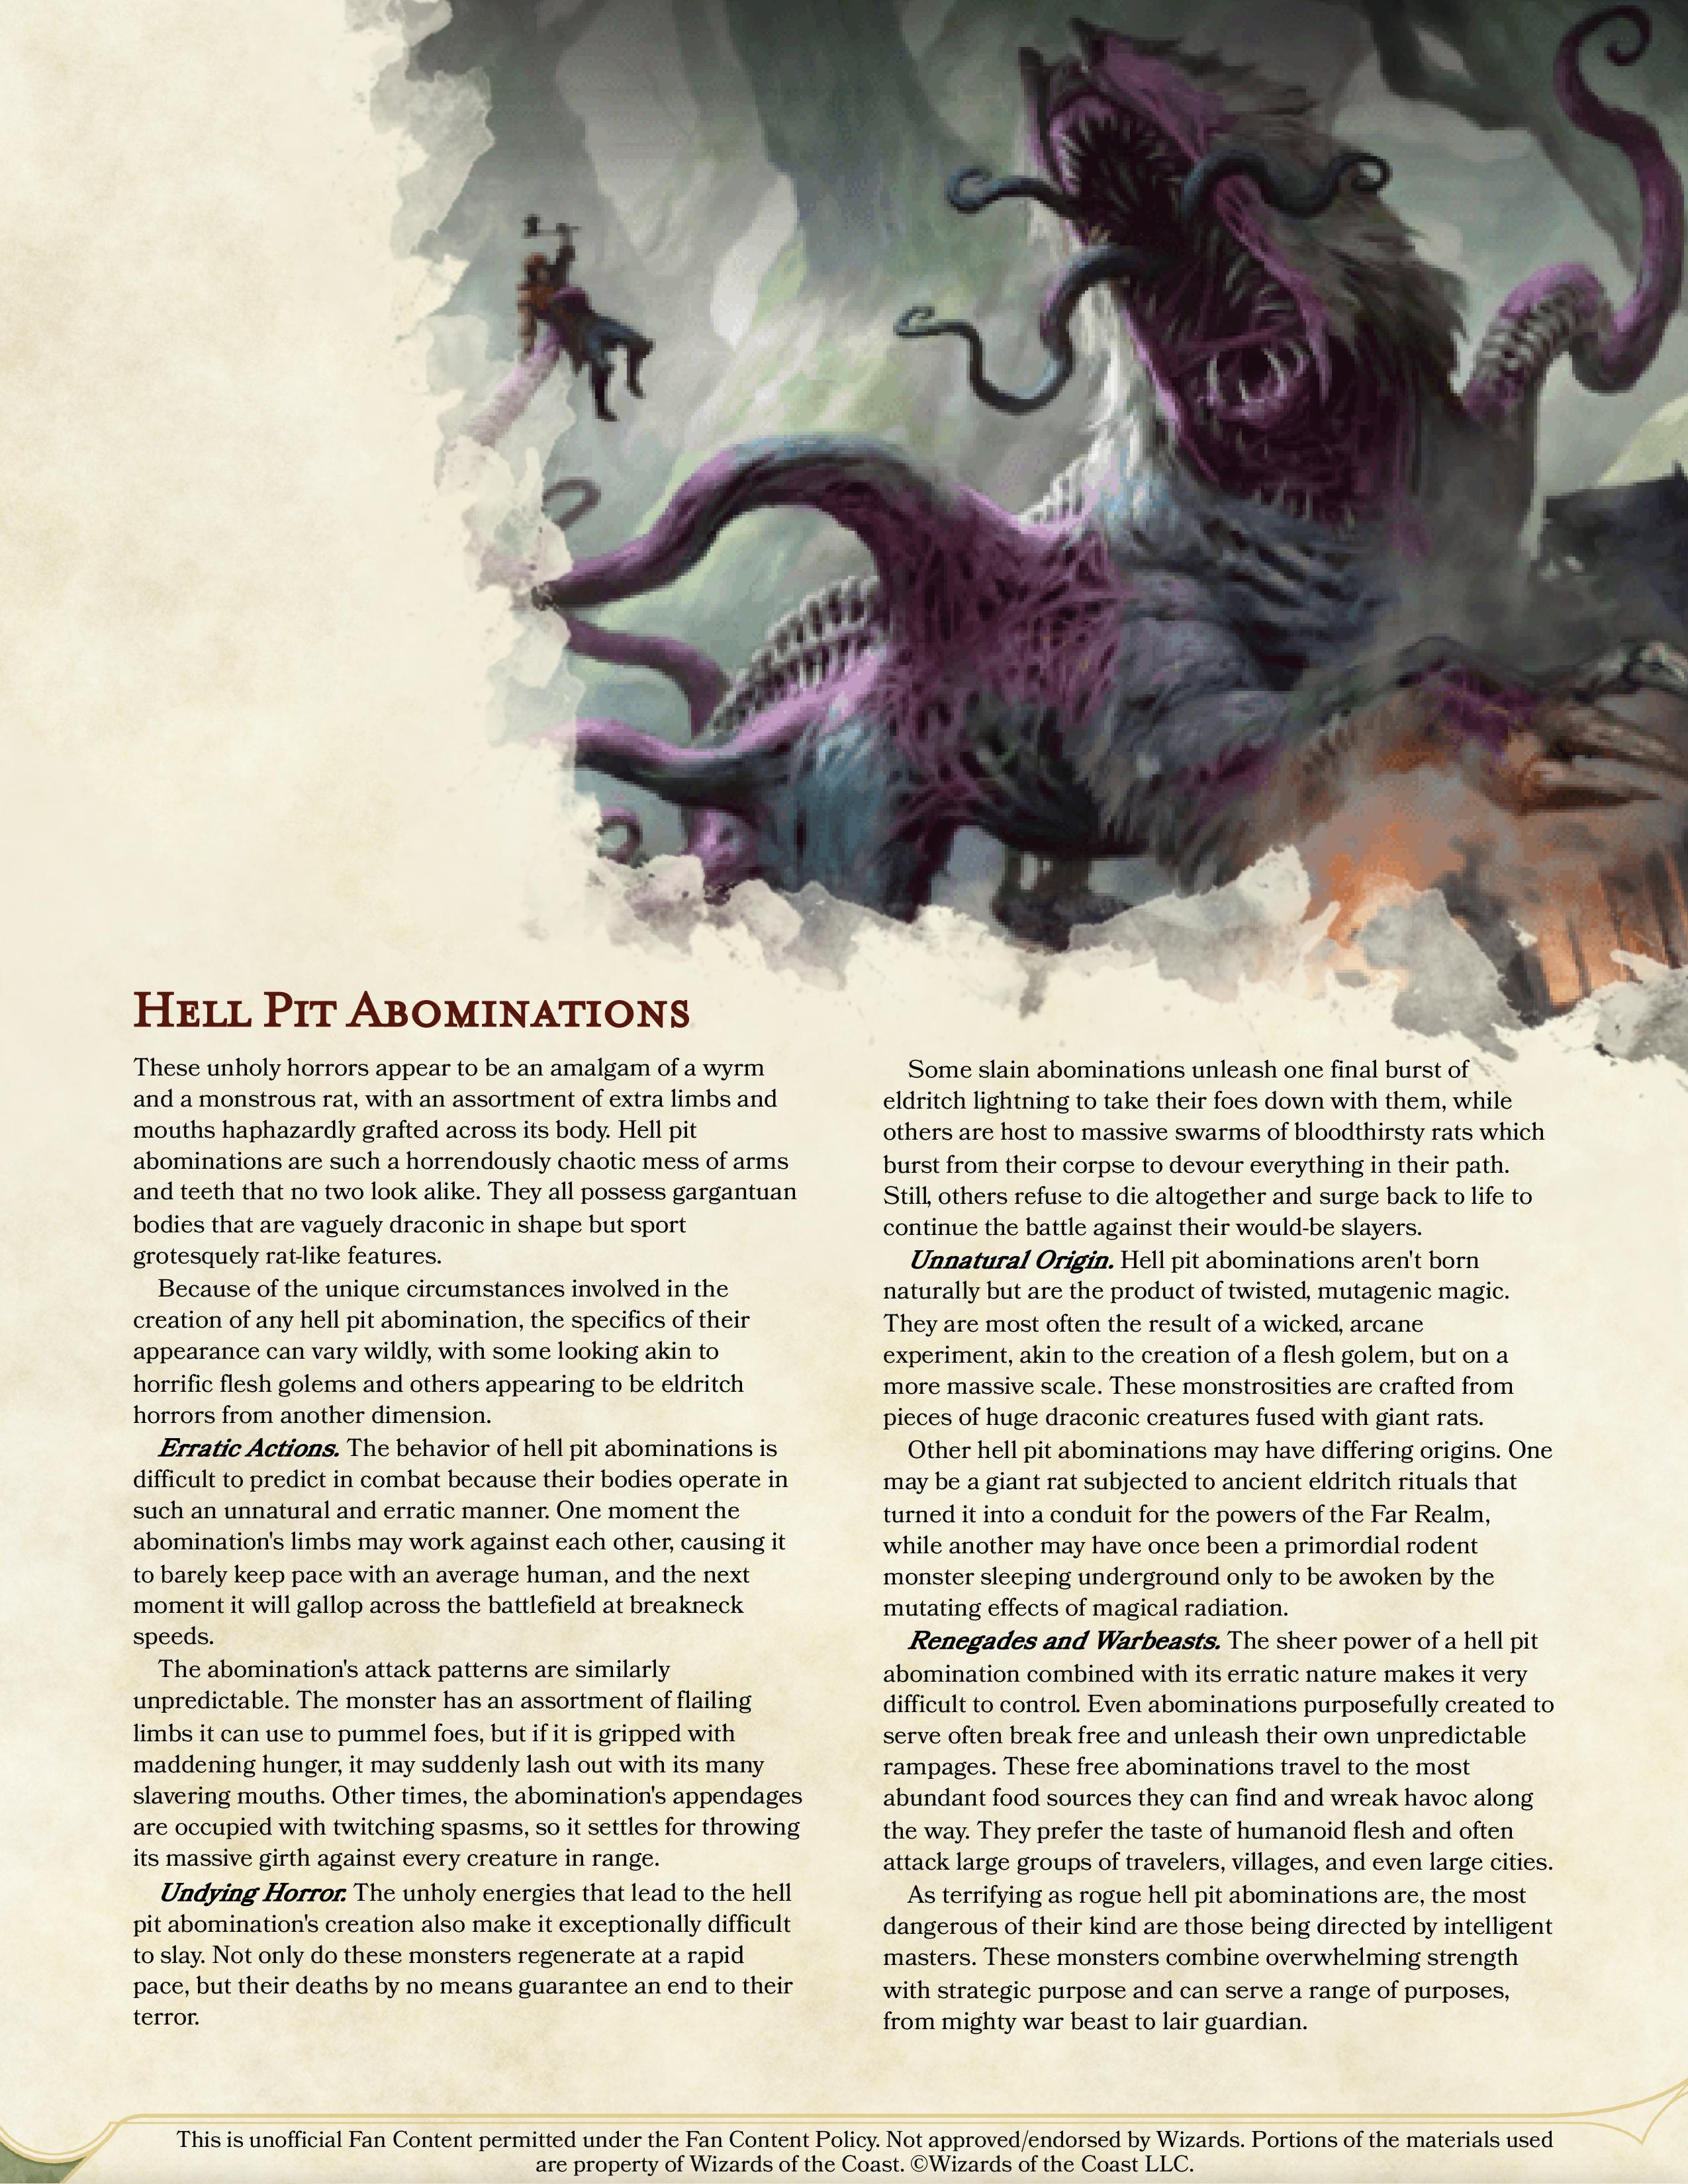 Hell Pit Abominations
These unholy horrors appear to be an amalgam of a wyrm
and a monstrous rat, with an assortment of extra limbs and
mouths haphazardly grafted across its body. Hell pit
abominations are such a horrendously chaotic mess of arms
and teeth that no two look alike. They all possess gargantuan
bodies that are vaguely draconic in shape but sport
grotesquely rat-like features.
Because of the unique circumstances involved in the
creation of any hell pit abomination, the specifics of their
appearance can vary wildly, with some looking akin to
horrific flesh golems and others appearing to be eldritch
horrors from another dimension.
Erratic Actions. The behavior of hell pit abominations is
difficult to predict in combat because their bodies operate in
such an unnatural and erratic manner. One moment the
abomination's limbs may work against each other, causing it
to barely keep pace with an average human, and the next
moment it will gallop across the battlefield at breakneck
speeds.
The abomination's attack patterns are similarly
unpredictable. The monster has an assortment of flailing
limbs it can use to pummel foes, but if it is gripped with
maddening hunger, it may suddenly lash out with its many
slavering mouths. Other times, the abomination's appendages
are occupied with twitching spasms, so it settles for throwing
its massive girth against every creature in range.
Undying Horror. The unholy energies that lead to the hell
pit abomination's creation also make it exceptionally difficult
to slay. Not only do these monsters regenerate at a rapid
pace, but their deaths by no means guarantee an end to their
terror.
Some slain abominations unleash one final burst of
eldritch lightning to take their foes down with them, while
others are host to massive swarms of bloodthirsty rats which
burst from their corpse to devour everything in their path.
Still, others refuse to die altogether and surge back to life to
continue the battle against their would-be slayers.
Unnatural Origin. Hell pit abominations aren't born
naturally but are the product of twisted, mutagenic magic.
They are most often the result of a wicked, arcane
experiment, akin to the creation of a flesh golem, but on a
more massive scale. These monstrosities are crafted from
pieces of huge draconic creatures fused with giant rats.
Other hell pit abominations may have differing origins. One
may be a giant rat subjected to ancient eldritch rituals that
turned it into a conduit for the powers of the Far Realm,
while another may have once been a primordial rodent
monster sleeping underground only to be awoken by the
mutating effects of magical radiation.
Renegades and Warbeasts. The sheer power of a hell pit
abomination combined with its erratic nature makes it very
difficult to control. Even abominations purposefully created to
serve often break free and unleash their own unpredictable
rampages. These free abominations travel to the most
abundant food sources they can find and wreak havoc along
the way. They prefer the taste of humanoid flesh and often
attack large groups of travelers, villages, and even large cities.
As terrifying as rogue hell pit abominations are, the most
dangerous of their kind are those being directed by intelligent
masters. These monsters combine overwhelming strength
with strategic purpose and can serve a range of purposes,
from mighty war beast to lair guardian.
This is unofficial Fan Content permitted under the Fan Content Policy. Not approved/endorsed by Wizards. Portions of the materials used
are property of Wizards of the Coast. ©Wizards of the Coast LLC.